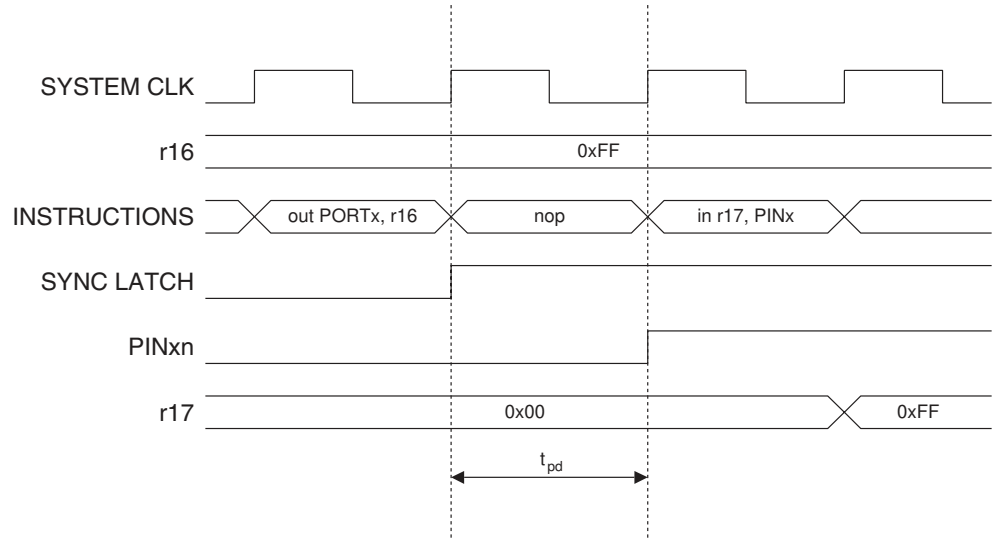 SYSTEM CLK
r16
0xFF
INSTRUCTIONS
out PORTx, r16
nop
in r17, PINx
SYNC LATCH
PINxn
r17
0x00
0xFF
tpd